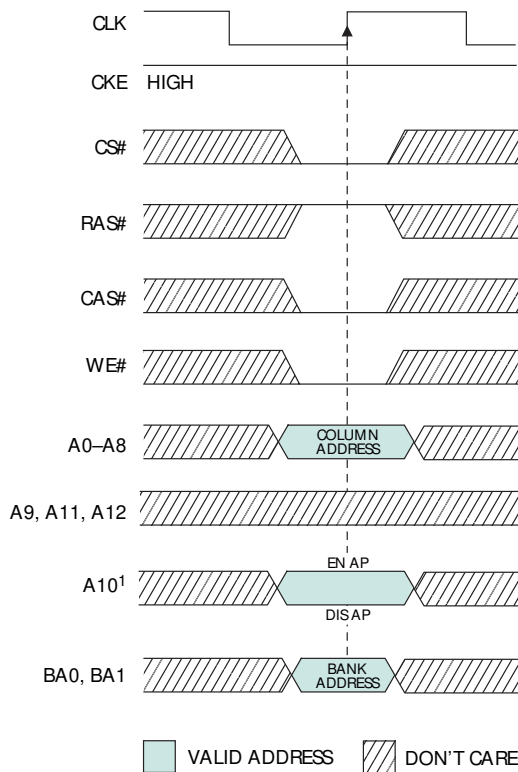 CLK
CKE HIGH
CS#
RAS#
CAS#
WE#
A0–A8
COLUMN
ADDRESS
A9, A11, A12
EN AP
A10¹
DIS AP
BA0, BA1
BANK
ADDRESS
VALID ADDRESS
DON'T CARE